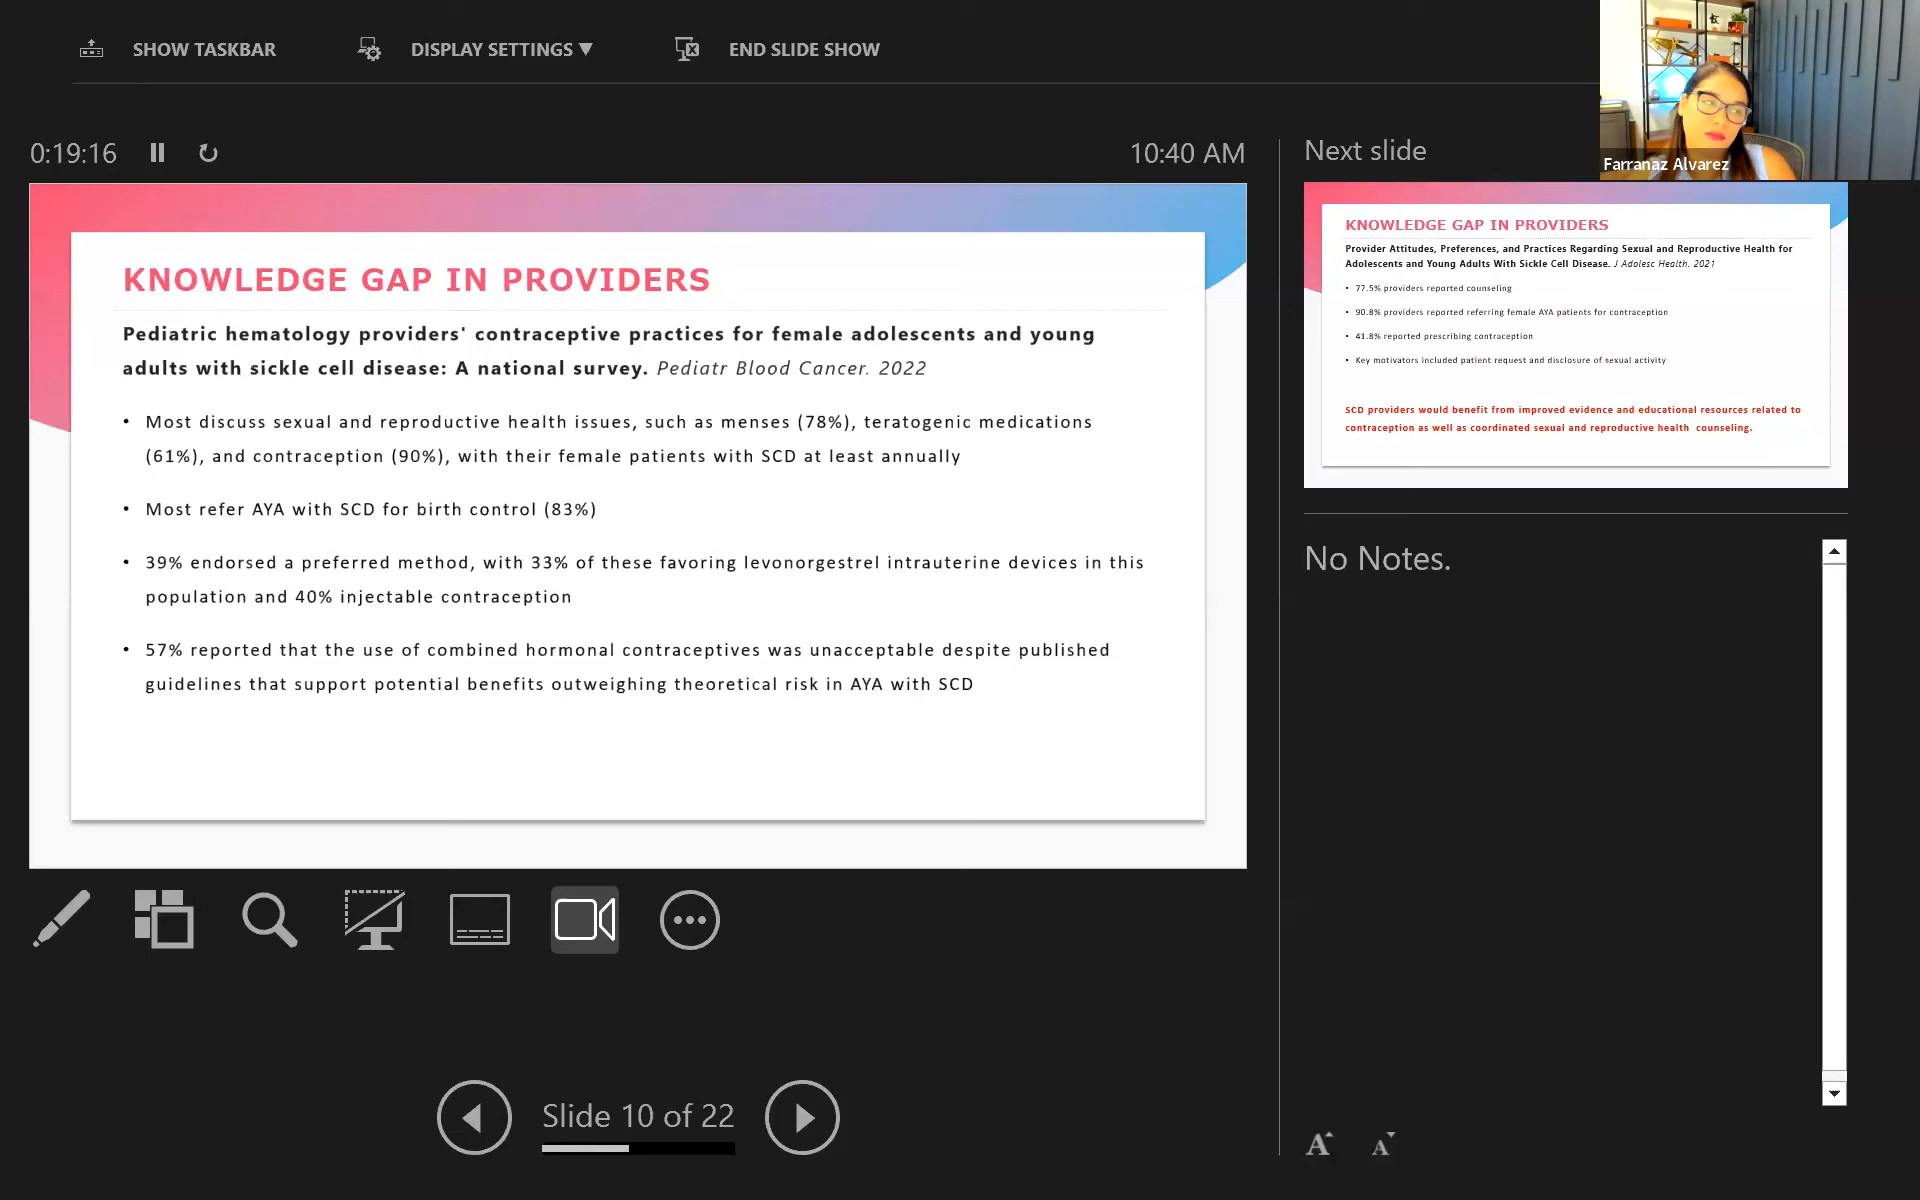 SHOW TASKBAR
DISPLAY SETTINGS ▼
END SLIDE SHOW
0:19:16
10:40 AM
KNOWLEDGE GAP IN PROVIDERS
Pediatric hematology providers' contraceptive practices for female adolescents and young
adults with sickle cell disease: A national survey. Pediatr Blood Cancer. 2022
• Most discuss sexual and reproductive health issues, such as menses (78%), teratogenic medications
(61%), and contraception (90%), with their female patients with SCD at least annually
• Most refer AYA with SCD for birth control (83%)
• 39% endorsed a preferred method, with 33% of these favoring levonorgestrel intrauterine devices in this
population and 40% injectable contraception
• 57% reported that the use of combined hormonal contraceptives was unacceptable despite published
guidelines that support potential benefits outweighing theoretical risk in AYA with SCD
Slide 10 of 22
Farranaz Alvarez
Next slide
KNOWLEDGE GAP IN PROVIDERS
Provider Attitudes, Preferences, and Practices Regarding Sexual and Reproductive Health for
Adolescents and Young Adults With Sickle Cell Disease. J Adolesc Health. 2021
• 77.5% providers reported counseling
• 90.8% providers reported referring female AYA patients for contraception
• 41.8% reported prescribing contraception
• Key motivators included patient request and disclosure of sexual activity
SCD providers would benefit from improved evidence and educational resources related to
contraception as well as coordinated sexual and reproductive health counseling.
No Notes.
A A